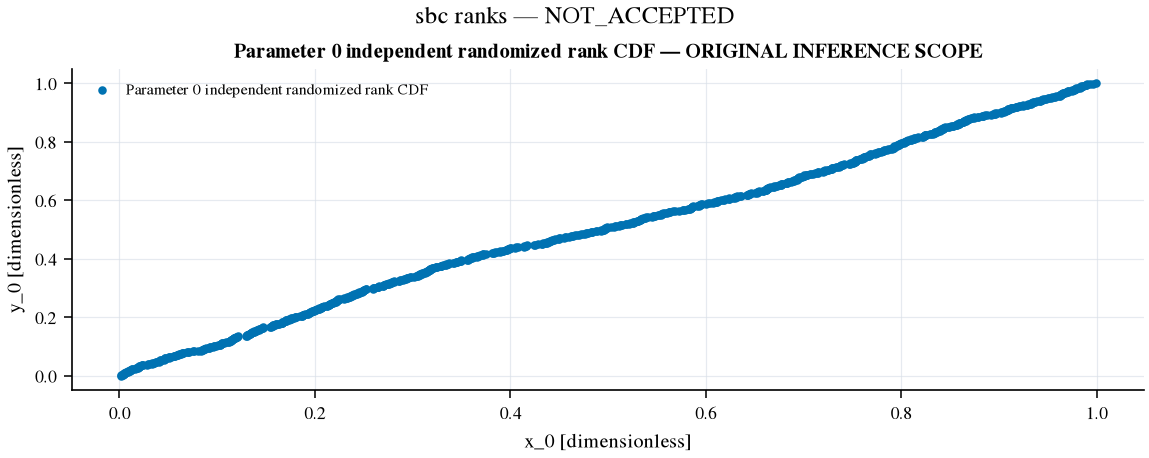 sbc ranks — NOT_ACCEPTED
Parameter 0 independent randomized rank CDF — ORIGINAL INFERENCE SCOPE
Parameter 0 independent randomized rank CDF
1.0
0.8
0.6
0.4
0.2
0.0
y_0 [dimensionless]
0.0 0.2 0.4 0.6 0.8 1.0
x_0 [dimensionless]